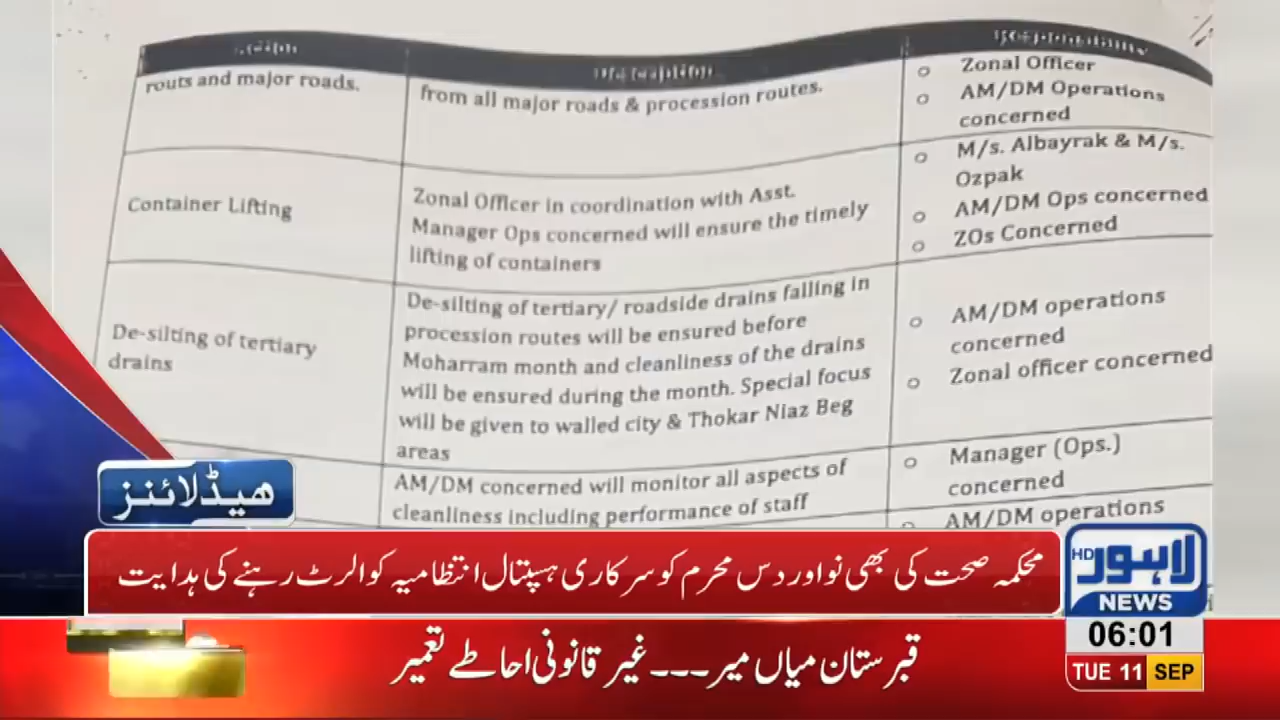 Action
Description
Responsibility
routs and major roads.
from all major roads & procession routes.
o Zonal Officer
o AM/DM Operations
concerned
Container Lifting
Zonal Officer in coordination with Asst.
Manager Ops concerned will ensure the timely
lifting of containers
o M/s. Albayrak & M/s.
Ozpak
o AM/DM Ops concerned
o ZOs Concerned
De-silting of tertiary
drains
De-silting of tertiary/ roadside drains falling in
procession routes will be ensured before
Moharram month and cleanliness of the drains
will be ensured during the month. Special focus
will be given to walled city & Thokar Niaz Beg
areas
o AM/DM operations
concerned
o Zonal officer concerned
AM/DM concerned will monitor all aspects of
cleanliness including performance of staff
o Manager (Ops.)
concerned
o AM/DM operations
ھیڈلائنز
محکمہ صحت کی بھی نو اور دس محرم کو سرکاری ہسپتال انتظامیہ کو الرٹ رہنے کی ہدایت
HD لاہور
NEWS
06:01
TUE 11 SEP
قبرستان میاں میر۔۔۔غیر قانونی احاطے تعمیر